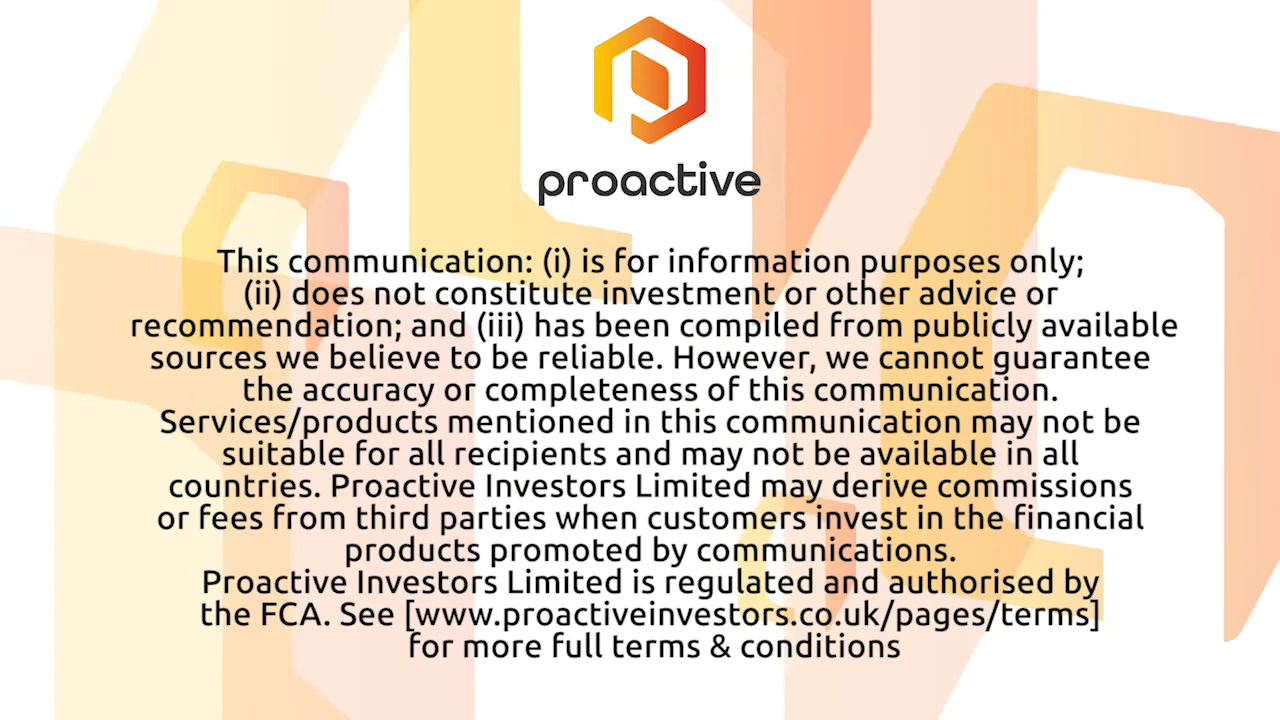 proactive
This communication: (i) is for information purposes only;
(ii) does not constitute investment or other advice or
recommendation; and (iii) has been compiled from publicly available
sources we believe to be reliable. However, we cannot guarantee
the accuracy or completeness of this communication.
Services/products mentioned in this communication may not be
suitable for all recipients and may not be available in all
countries. Proactive Investors Limited may derive commissions
or fees from third parties when customers invest in the financial
products promoted by communications.
Proactive Investors Limited is regulated and authorised by
the FCA. See [www.proactiveinvestors.co.uk/pages/terms]
for more full terms & conditions